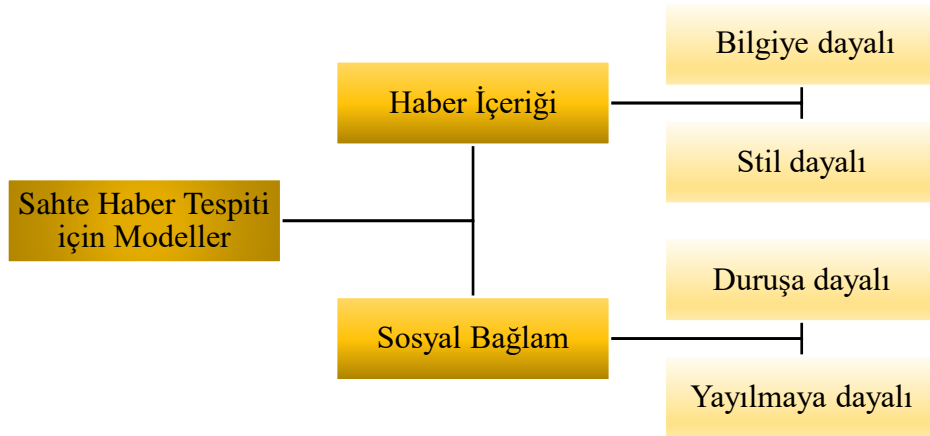 Sahte Haber Tespiti
için Modeller
Haber İçeriği
Bilgiye dayalı
Stil dayalı
Sosyal Bağlam
Duruşa dayalı
Yayılmaya dayalı